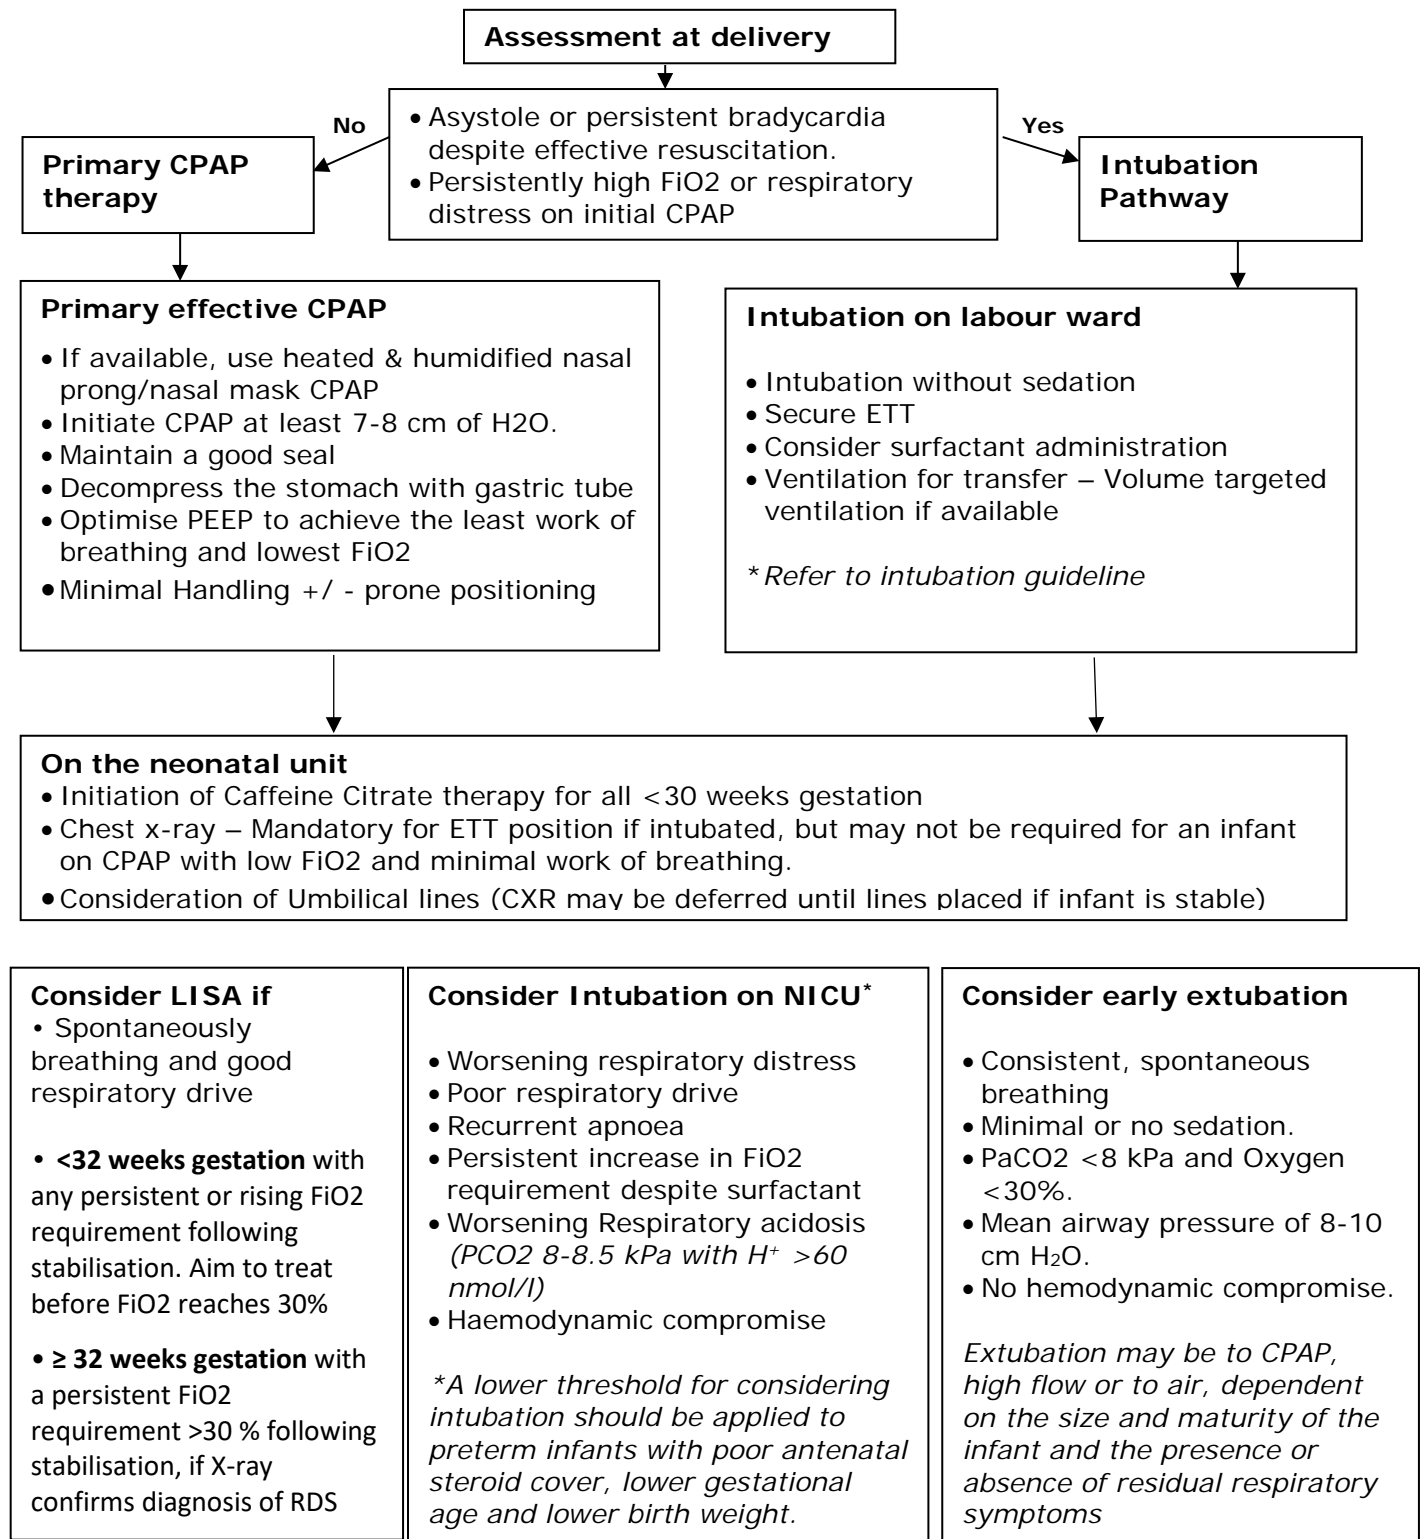 Assessment at delivery
No
• Asystole or persistent bradycardia
despite effective resuscitation.
• Persistently high FiO2 or respiratory
distress on initial CPAP
Yes
Primary CPAP
therapy
Intubation
Pathway
Primary effective CPAP
• If available, use heated & humidified nasal
prong/nasal mask CPAP
• Initiate CPAP at least 7-8 cm of H2O.
• Maintain a good seal
• Decompress the stomach with gastric tube
• Optimise PEEP to achieve the least work of
breathing and lowest FiO2
• Minimal Handling +/ - prone positioning
Intubation on labour ward
• Intubation without sedation
• Secure ETT
• Consider surfactant administration
• Ventilation for transfer – Volume targeted
ventilation if available
*Refer to intubation guideline
On the neonatal unit
• Initiation of Caffeine Citrate therapy for all <30 weeks gestation
• Chest x-ray – Mandatory for ETT position if intubated, but may not be required for an infant
on CPAP with low FiO2 and minimal work of breathing.
• Consideration of Umbilical lines (CXR may be deferred until lines placed if infant is stable)
Consider LISA if
• Spontaneously
breathing and good
respiratory drive
• <32 weeks gestation with
any persistent or rising FiO2
requirement following
stabilisation. Aim to treat
before FiO2 reaches 30%
• ≥ 32 weeks gestation with
a persistent FiO2
requirement >30 % following
stabilisation, if X-ray
confirms diagnosis of RDS
Consider Intubation on NICU*
• Worsening respiratory distress
• Poor respiratory drive
• Recurrent apnoea
• Persistent increase in FiO2
requirement despite surfactant
• Worsening Respiratory acidosis
(PCO2 8-8.5 kPa with H⁺ >60
nmol/l)
• Haemodynamic compromise
*A lower threshold for considering
intubation should be applied to
preterm infants with poor antenatal
steroid cover, lower gestational
age and lower birth weight.
Consider early extubation
• Consistent, spontaneous
breathing
• Minimal or no sedation.
• PaCO2 <8 kPa and Oxygen
<30%.
• Mean airway pressure of 8-10
cm H₂O.
• No hemodynamic compromise.
Extubation may be to CPAP,
high flow or to air, dependent
on the size and maturity of the
infant and the presence or
absence of residual respiratory
symptoms